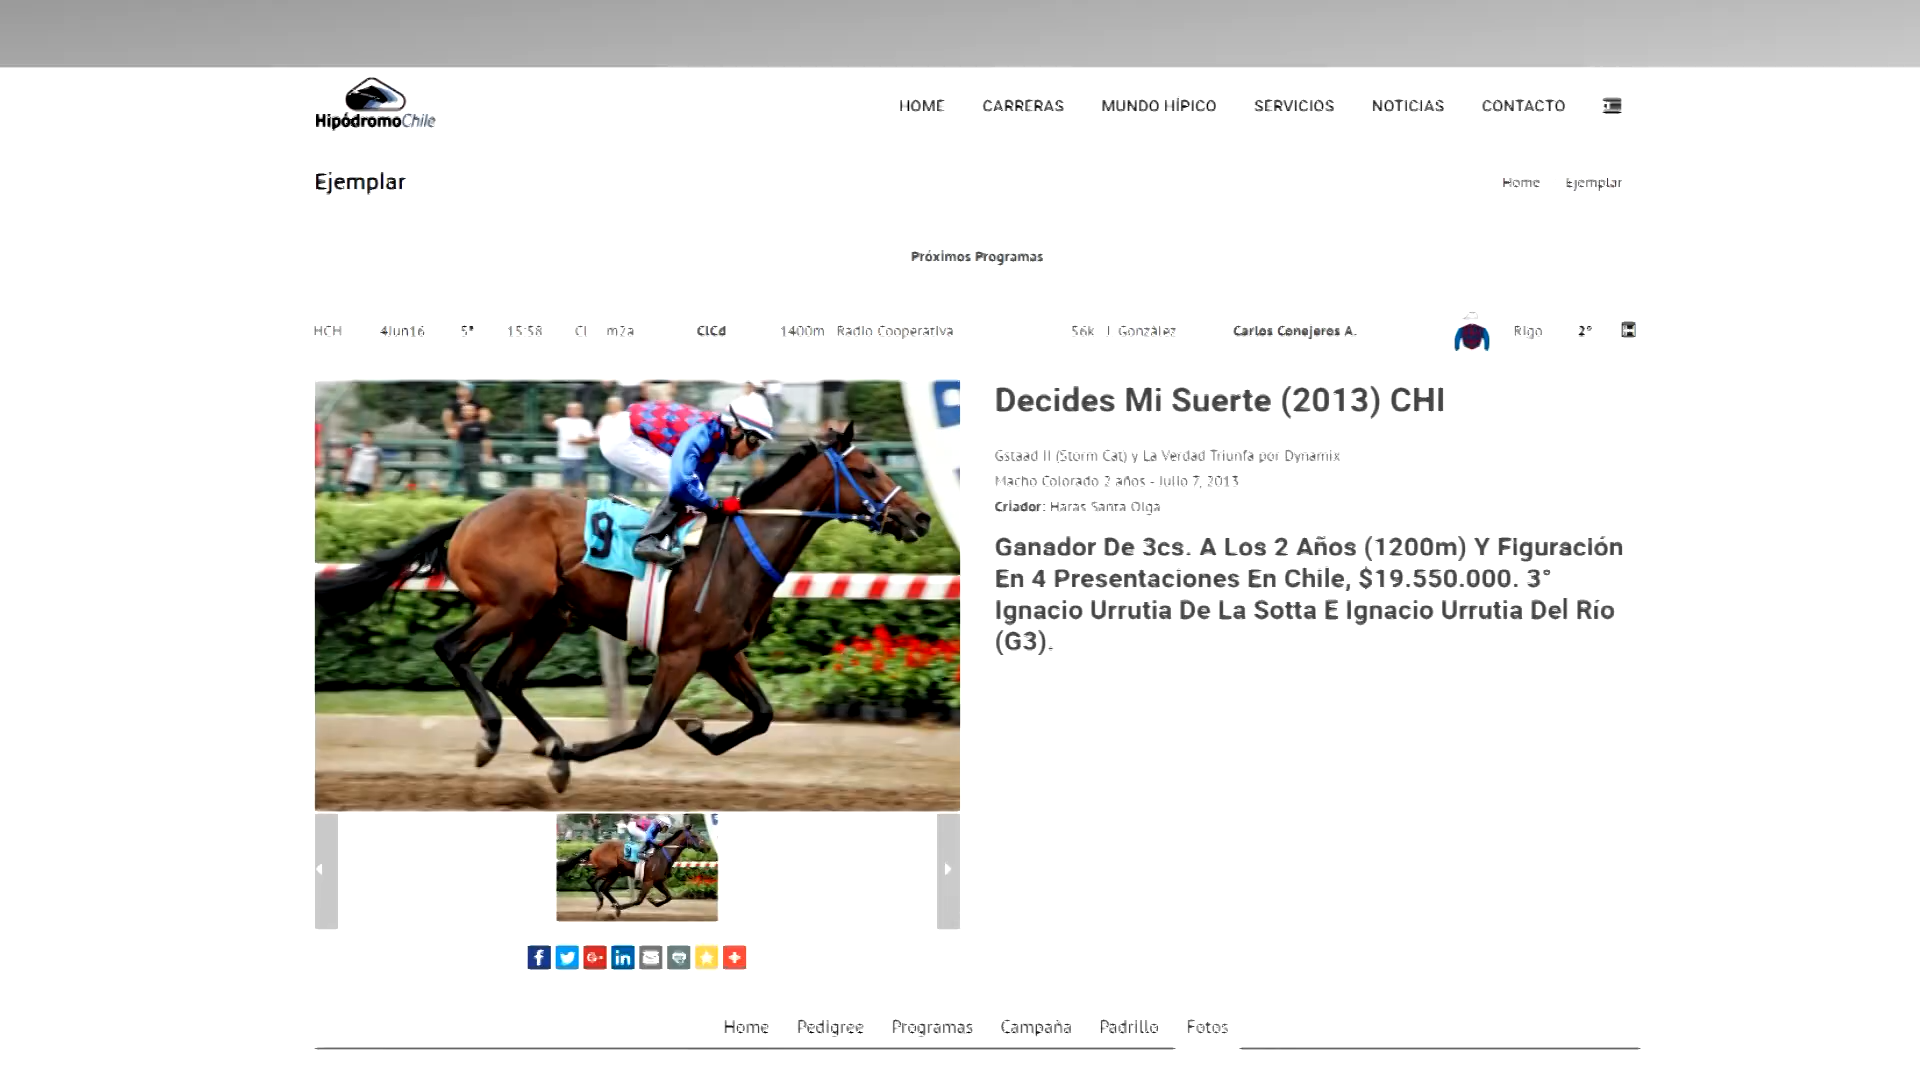 HipódromoChile
HOME CARRERAS MUNDO HÍPICO SERVICIOS NOTICIAS CONTACTO
Ejemplar
Home Ejemplar
Próximos Programas
HCH 4Jun16 5ª 15:58 Cl m2a ClCd 1400m Radio Cooperativa 56k J González Carlos Conejeros A. Rigo 2°
Decides Mi Suerte (2013) CHI
Gstaad II (Storm Cat) y La Verdad Triunfa por Dynamix
Macho Colorado 2 años - Julio 7, 2013
Criador: Haras Santa Olga
Ganador De 3cs. A Los 2 Años (1200m) Y Figuración
En 4 Presentaciones En Chile, $19.550.000. 3°
Ignacio Urrutia De La Sotta E Ignacio Urrutia Del Río
(G3).
9
Home Pedigree Programas Campaña Padrillo Fotos